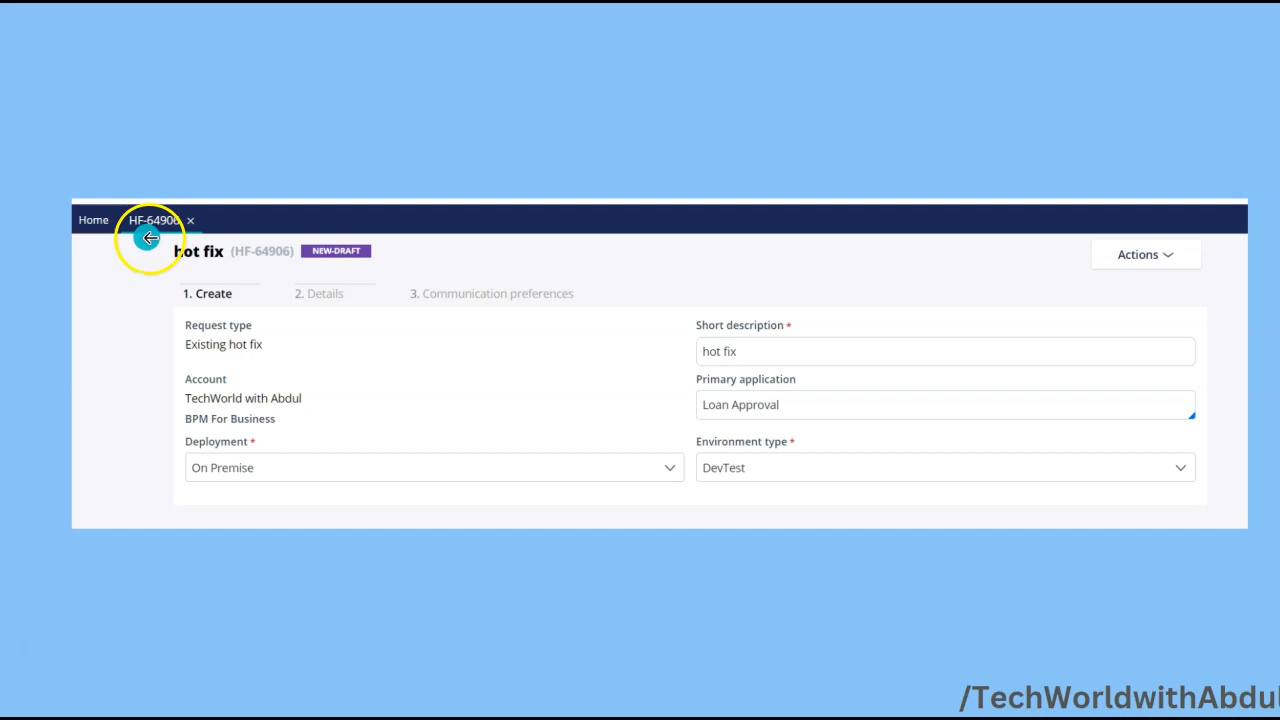 Home HF-64906 ×
hot fix (HF-64906) NEW-DRAFT
Actions
1. Create 2. Details 3. Communication preferences
Request type
Existing hot fix
Short description *
hot fix
Account
TechWorld with Abdul
BPM For Business
Primary application
Loan Approval
Deployment *
On Premise
Environment type *
DevTest
/TechWorldwithAbdul